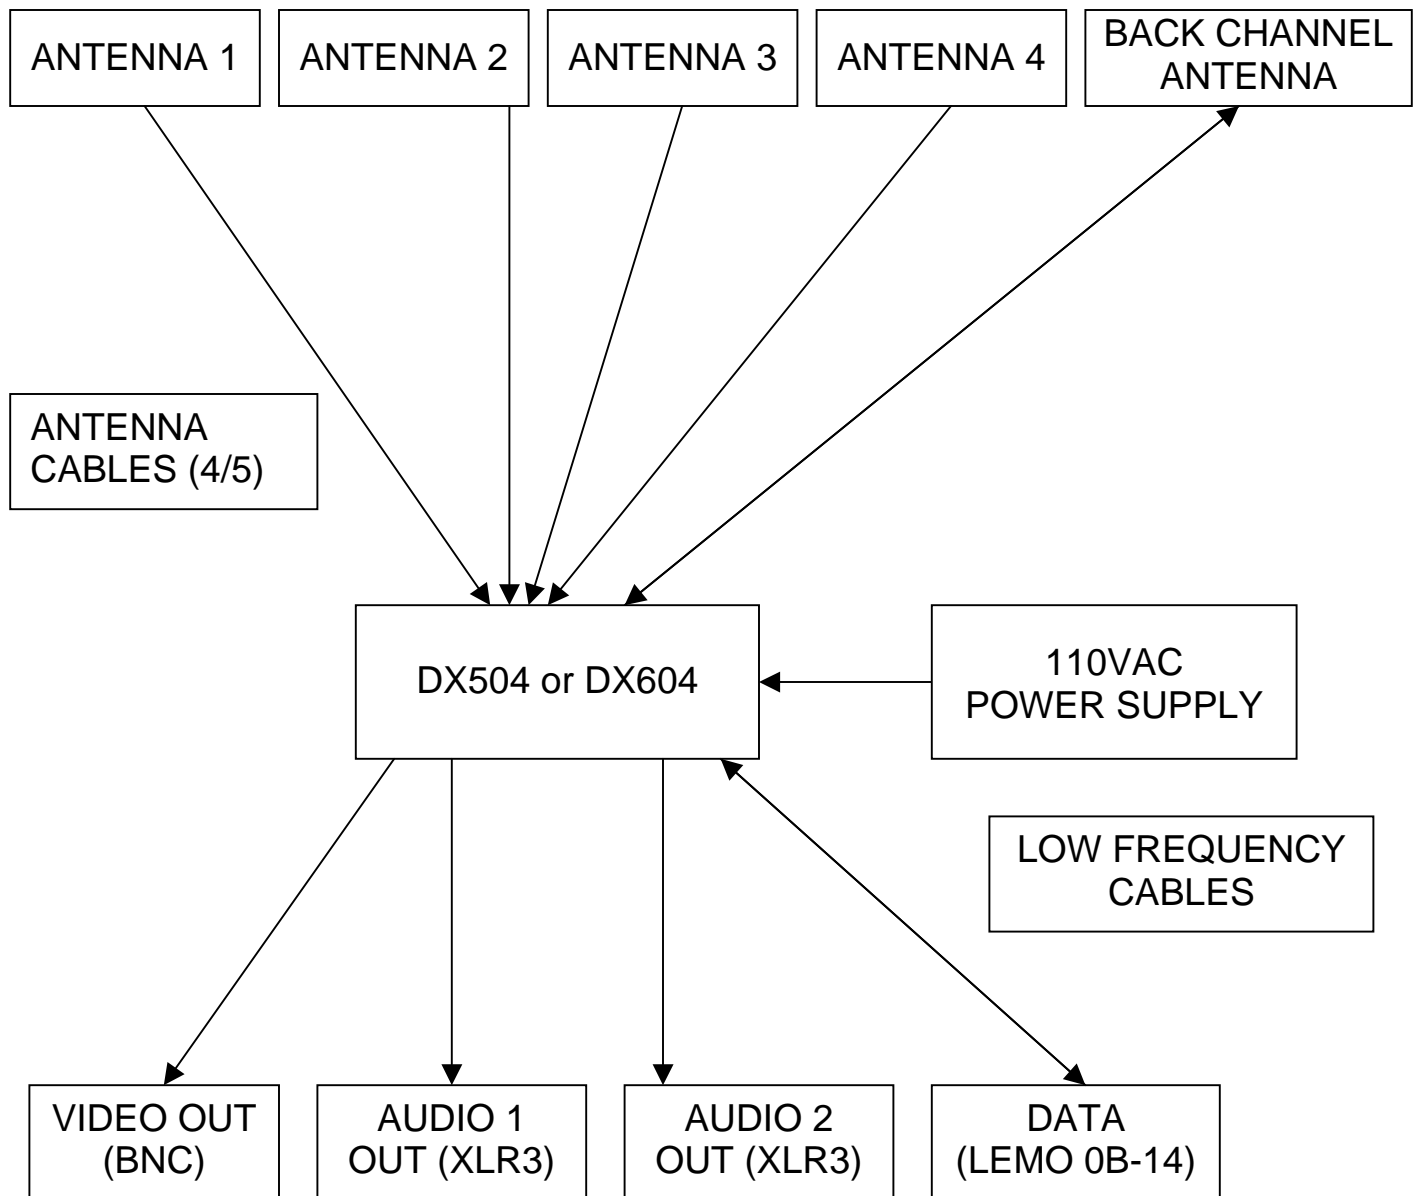 ANTENNA 1
ANTENNA 2
ANTENNA 3
ANTENNA 4
BACK CHANNEL
ANTENNA
ANTENNA
CABLES (4/5)
DX504 or DX604
110VAC
POWER SUPPLY
LOW FREQUENCY
CABLES
VIDEO OUT
(BNC)
AUDIO 1
OUT (XLR3)
AUDIO 2
OUT (XLR3)
DATA
(LEMO 0B-14)